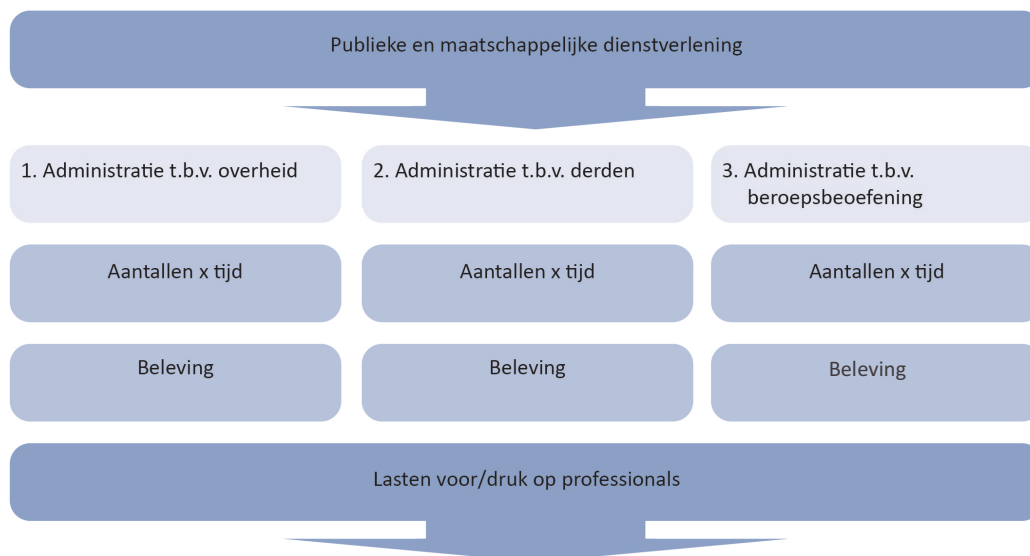 Publieke en maatschappelijke dienstverlening
1. Administratie t.b.v. overheid
2. Administratie t.b.v. derden
3. Administratie t.b.v.
beroepsbeoefening
Aantallen x tijd
Aantallen x tijd
Aantallen x tijd
Beleving
Beleving
Beleving
Lasten voor/druk op professionals